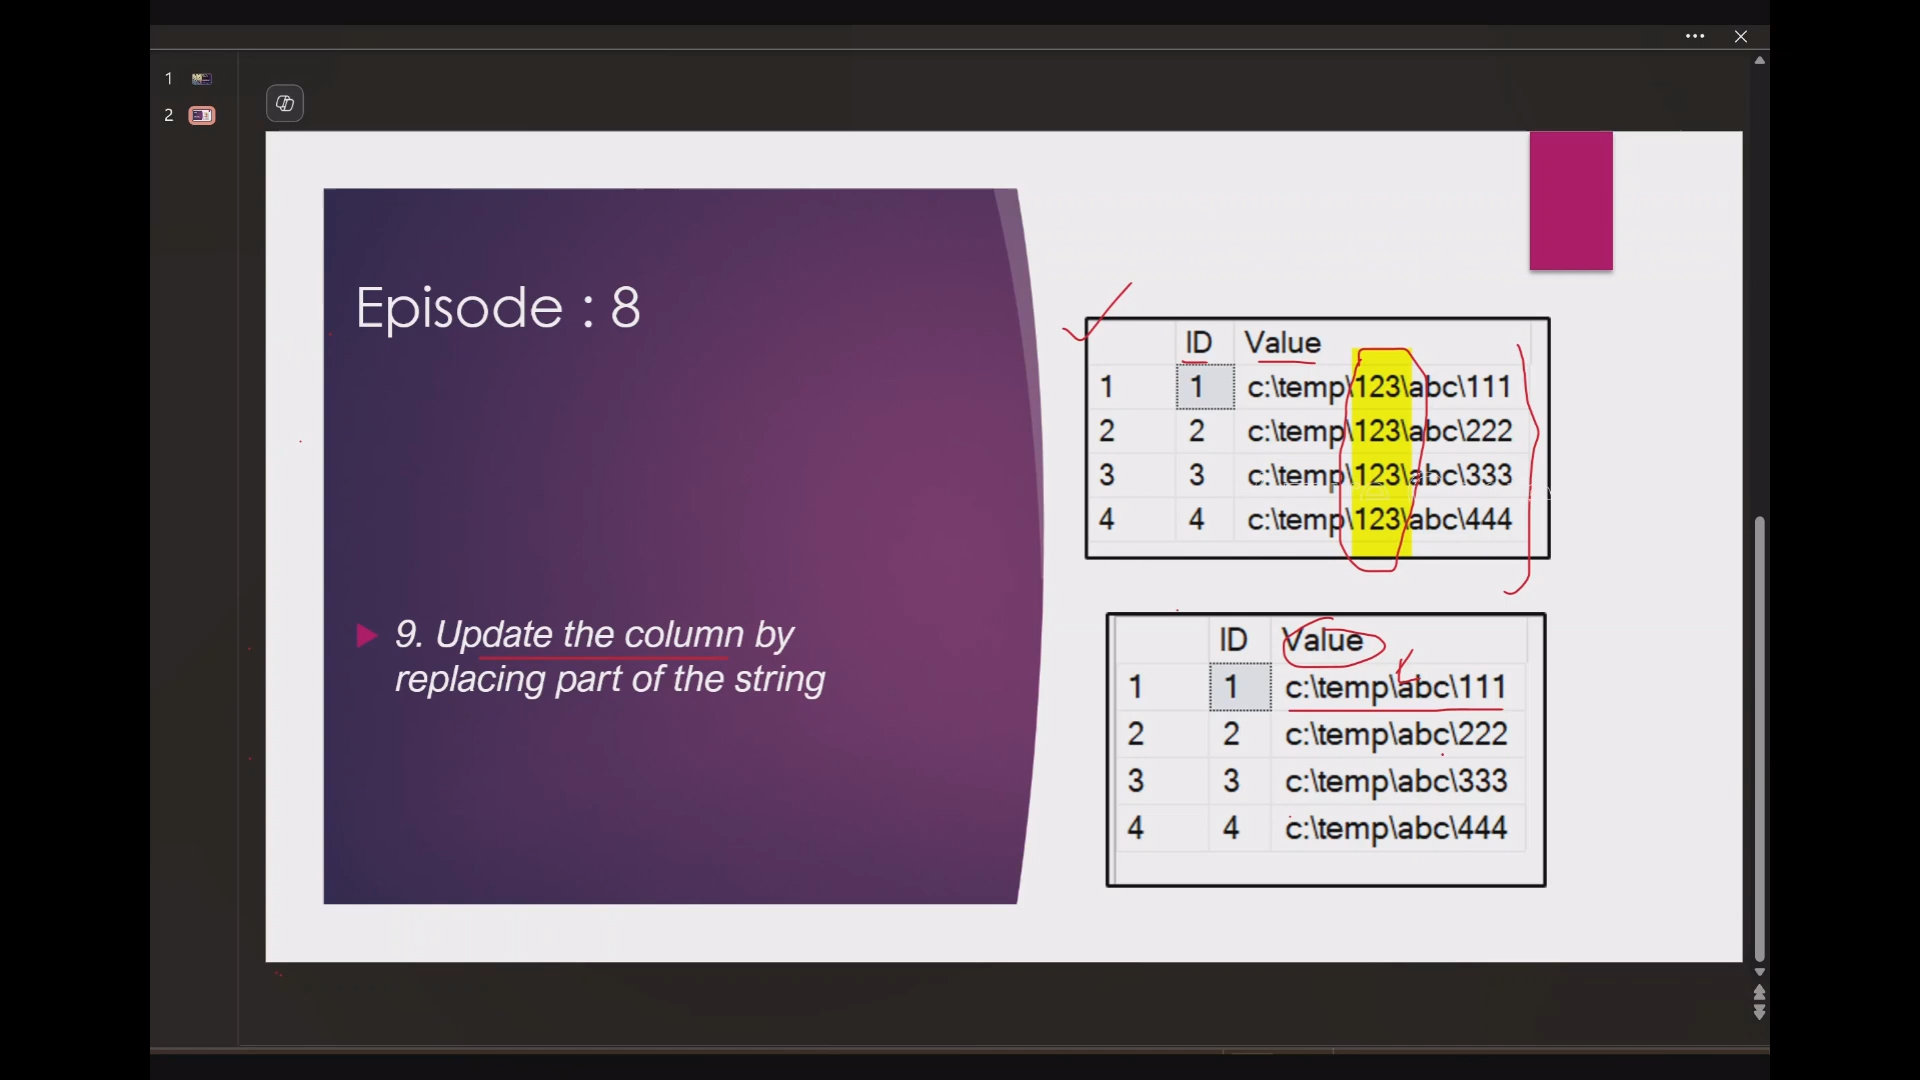 1
2
Episode : 8
9. Update the column by
replacing part of the string
ID Value
1 1 c:\temp\123\abc\111
2 2 c:\temp\123\abc\222
3 3 c:\temp\123\abc\333
4 4 c:\temp\123\abc\444
ID Value
1 1 c:\temp\abc\111
2 2 c:\temp\abc\222
3 3 c:\temp\abc\333
4 4 c:\temp\abc\444